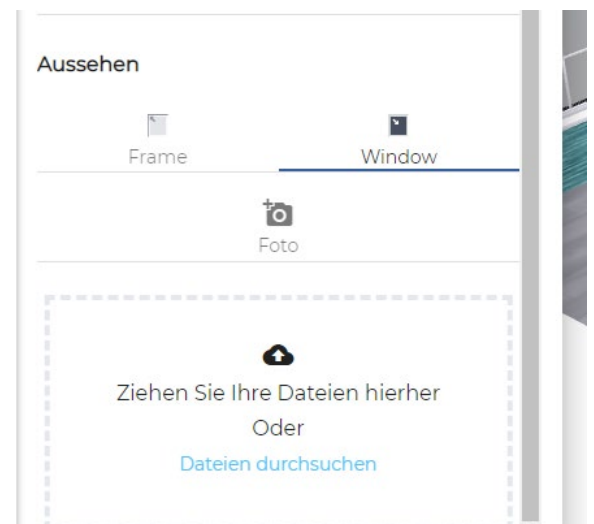 Aussehen
Frame
Window
Foto
Ziehen Sie Ihre Dateien hierher
Oder
Dateien durchsuchen